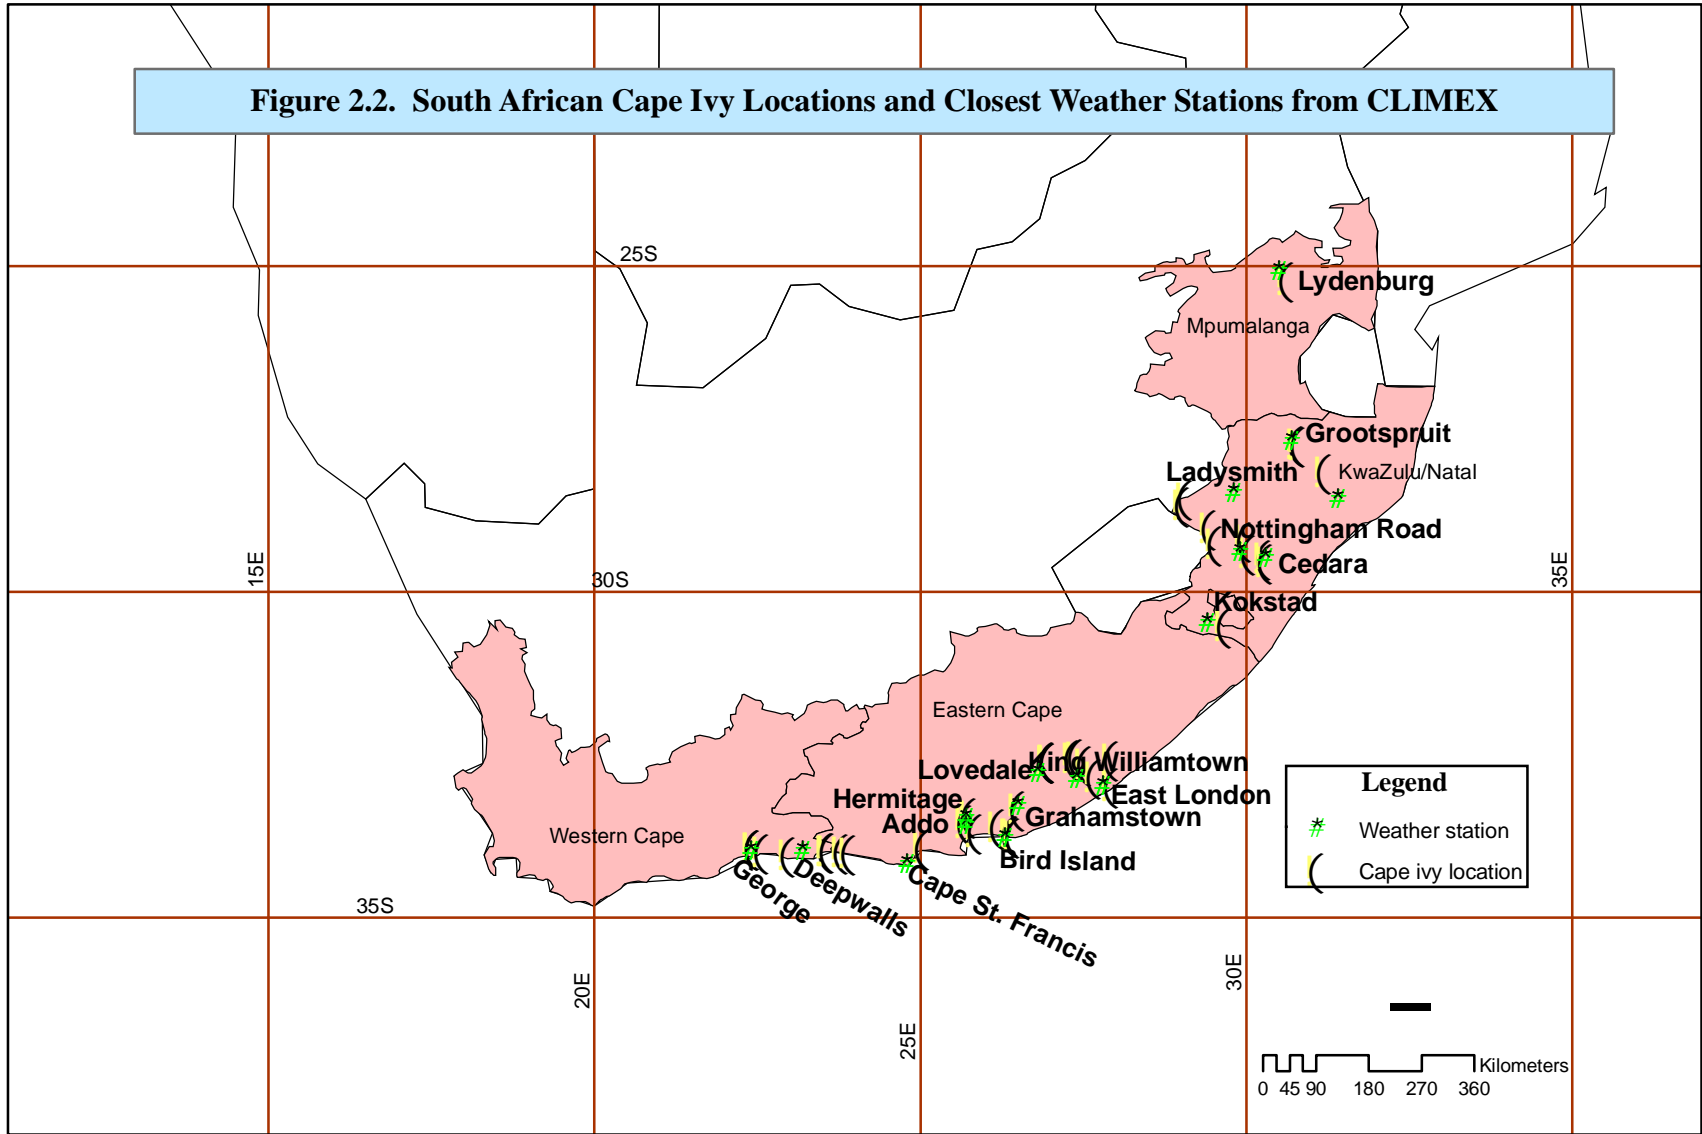 Figure 2.2.  South African Cape Ivy Locations and Closest Weather Stations from CLIMEX
25S
Lydenburg
Mpumalanga
Grootspruit
Ladysmith
KwaZulu/Natal
Nottingham Road
Cedara
15E
30S
35E
Kokstad
Eastern Cape
King Williamtown
Lovedale
East London
Hermitage
Grahamstown
Addo
Western Cape
Bird Island
George
Deepwalls
Cape St. Francis
Legend
Weather station
Cape ivy location
35S
20E
30E
25E
Kilometers
0 45 90 180 270 360